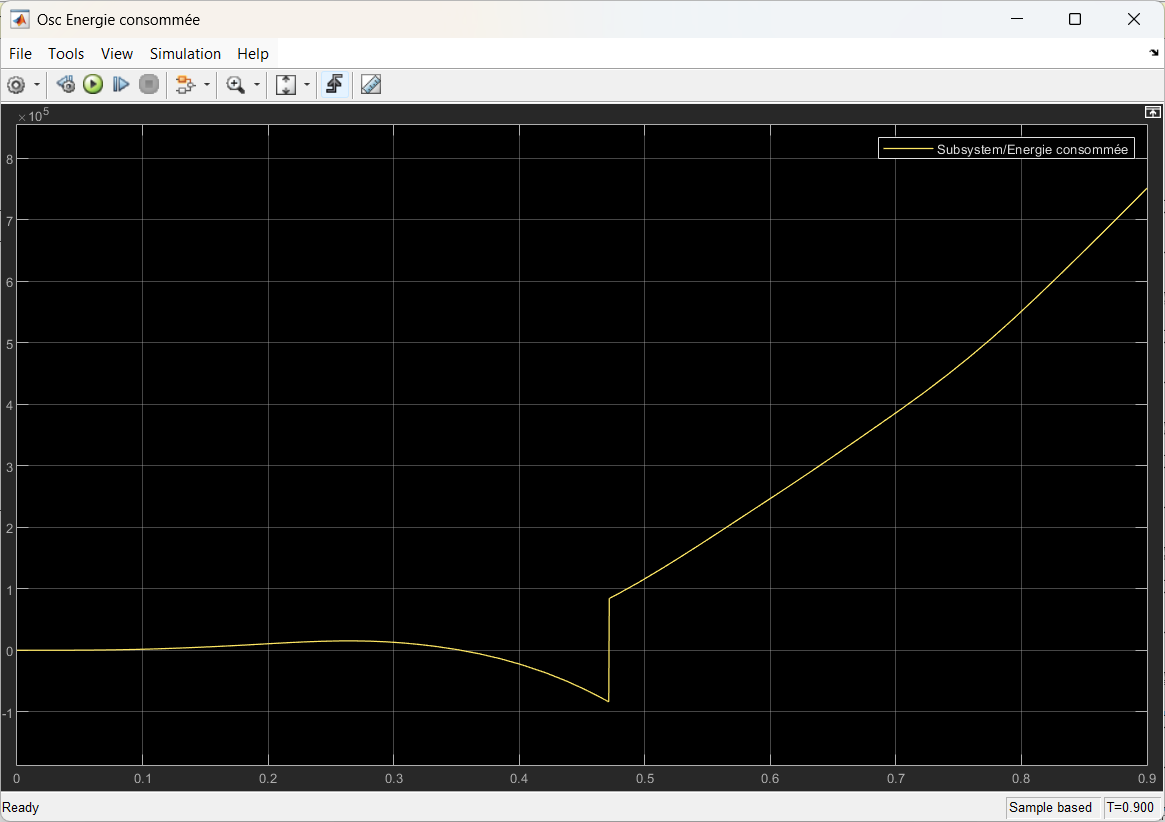 Osc Energie consommée
File Tools View Simulation Help
×10^5
Subsystem/Energie consommée
8
7
6
5
4
3
2
1
0
-1
0 0.1 0.2 0.3 0.4 0.5 0.6 0.7 0.8 0.9
Ready Sample based T=0.900